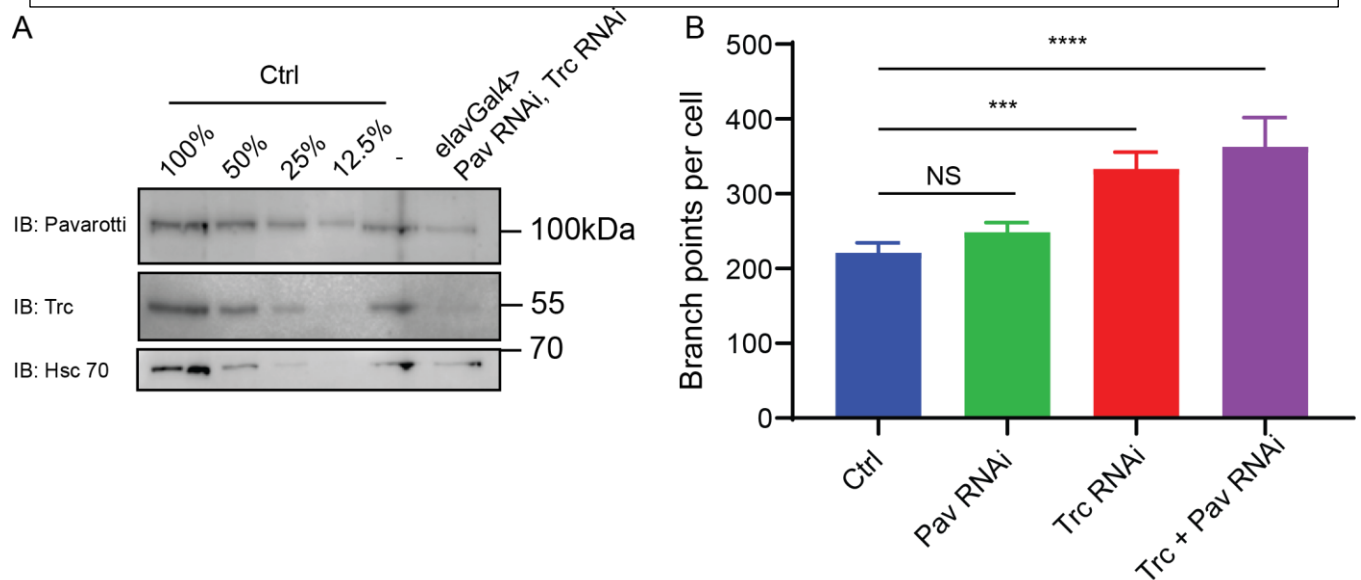 A
Ctrl
100%
50%
25%
12.5%
-
elavGal4>
Pav RNAi, Trc RNAi
IB: Pavarotti
100kDa
IB: Trc
55
70
IB: Hsc 70
B
Branch points per cell
500
400
300
200
100
0
****
***
NS
Ctrl
Pav RNAi
Trc RNAi
Trc + Pav RNAi